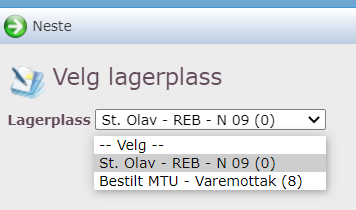 Neste
Velg lagerplass
Lagerplass St. Olav - REB - N 09 (0)
-- Velg --
St. Olav - REB - N 09 (0)
Bestilt MTU - Varemottak (8)